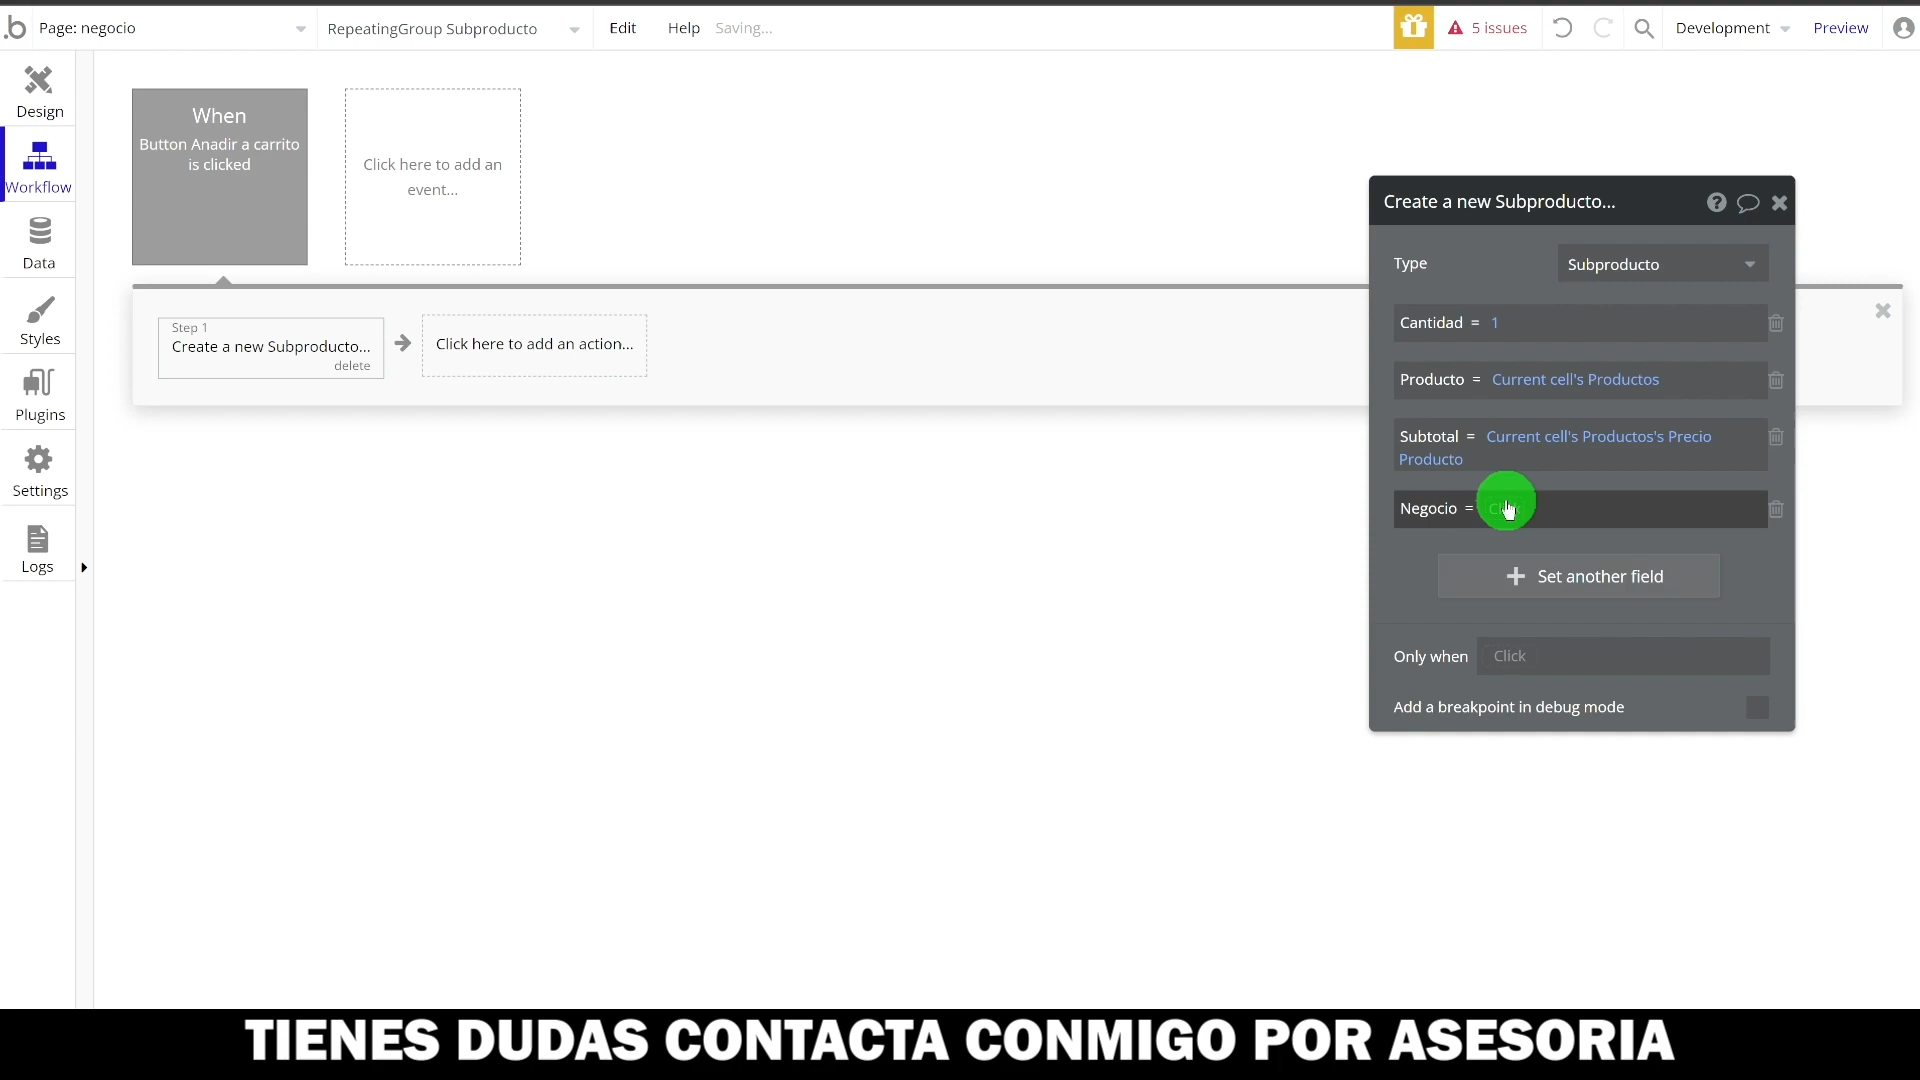 Page: negocio
RepeatingGroup Subproducto
Edit
Help
Saving...
5 issues
Development
Preview
Design
Workflow
Data
Styles
Plugins
Settings
Logs
When
Button Anadir a carrito
is clicked
Click here to add an
event...
Step 1
Create a new Subproducto...
delete
Click here to add an action...
Create a new Subproducto...
Type
Subproducto
Cantidad = 1
Producto = Current cell's Productos
Subtotal = Current cell's Productos's Precio
Producto
Negocio =
Set another field
Only when
Click
Add a breakpoint in debug mode
TIENES DUDAS CONTACTA CONMIGO POR ASESORIA